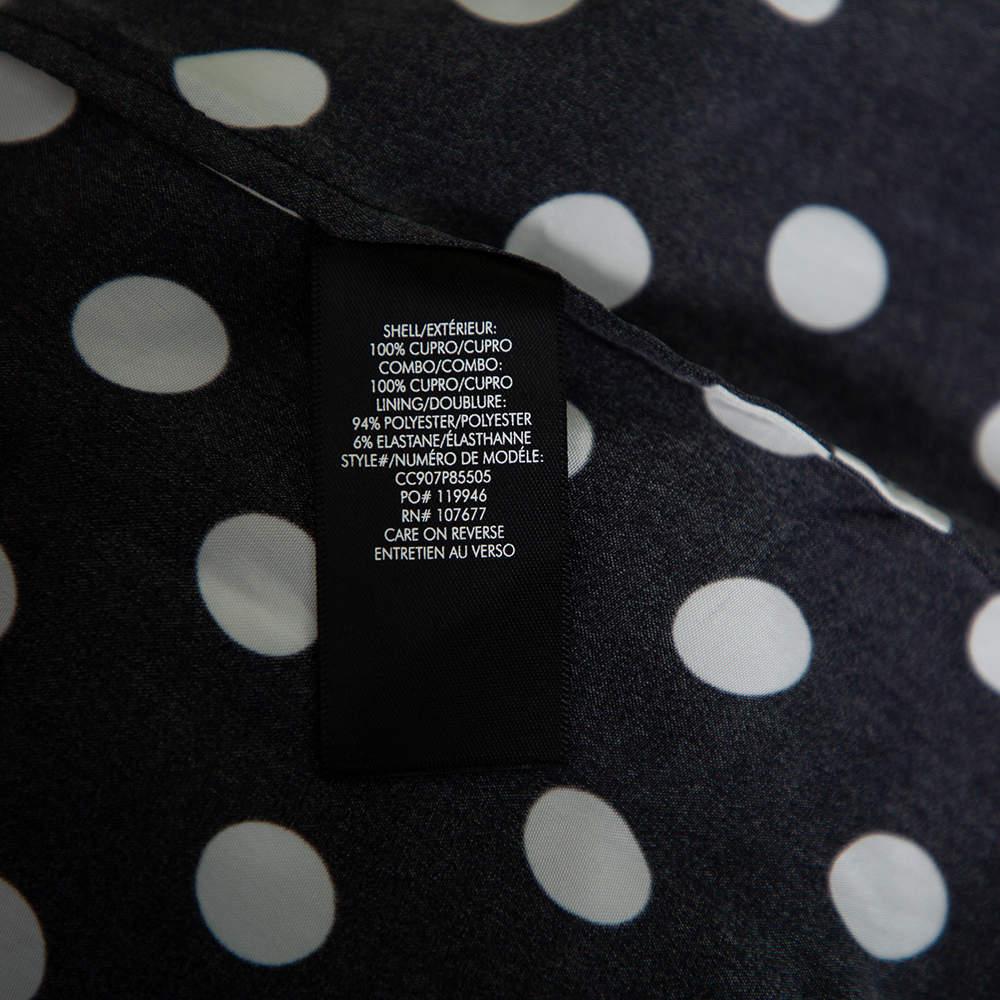 SHELL/EXTÉRIEUR:
100% CUPRO/CUPRO
COMBO/COMBO:
100% CUPRO/CUPRO
LINING/DOUBLURE:
94% POLYESTER/POLYESTER
6% ELASTANE/ÉLASTHANNE
STYLE#/NUMÉRO DE MODÉLE:
CC907P85505
PO# 119946
RN# 107677
CARE ON REVERSE
ENTRETIEN AU VERSO